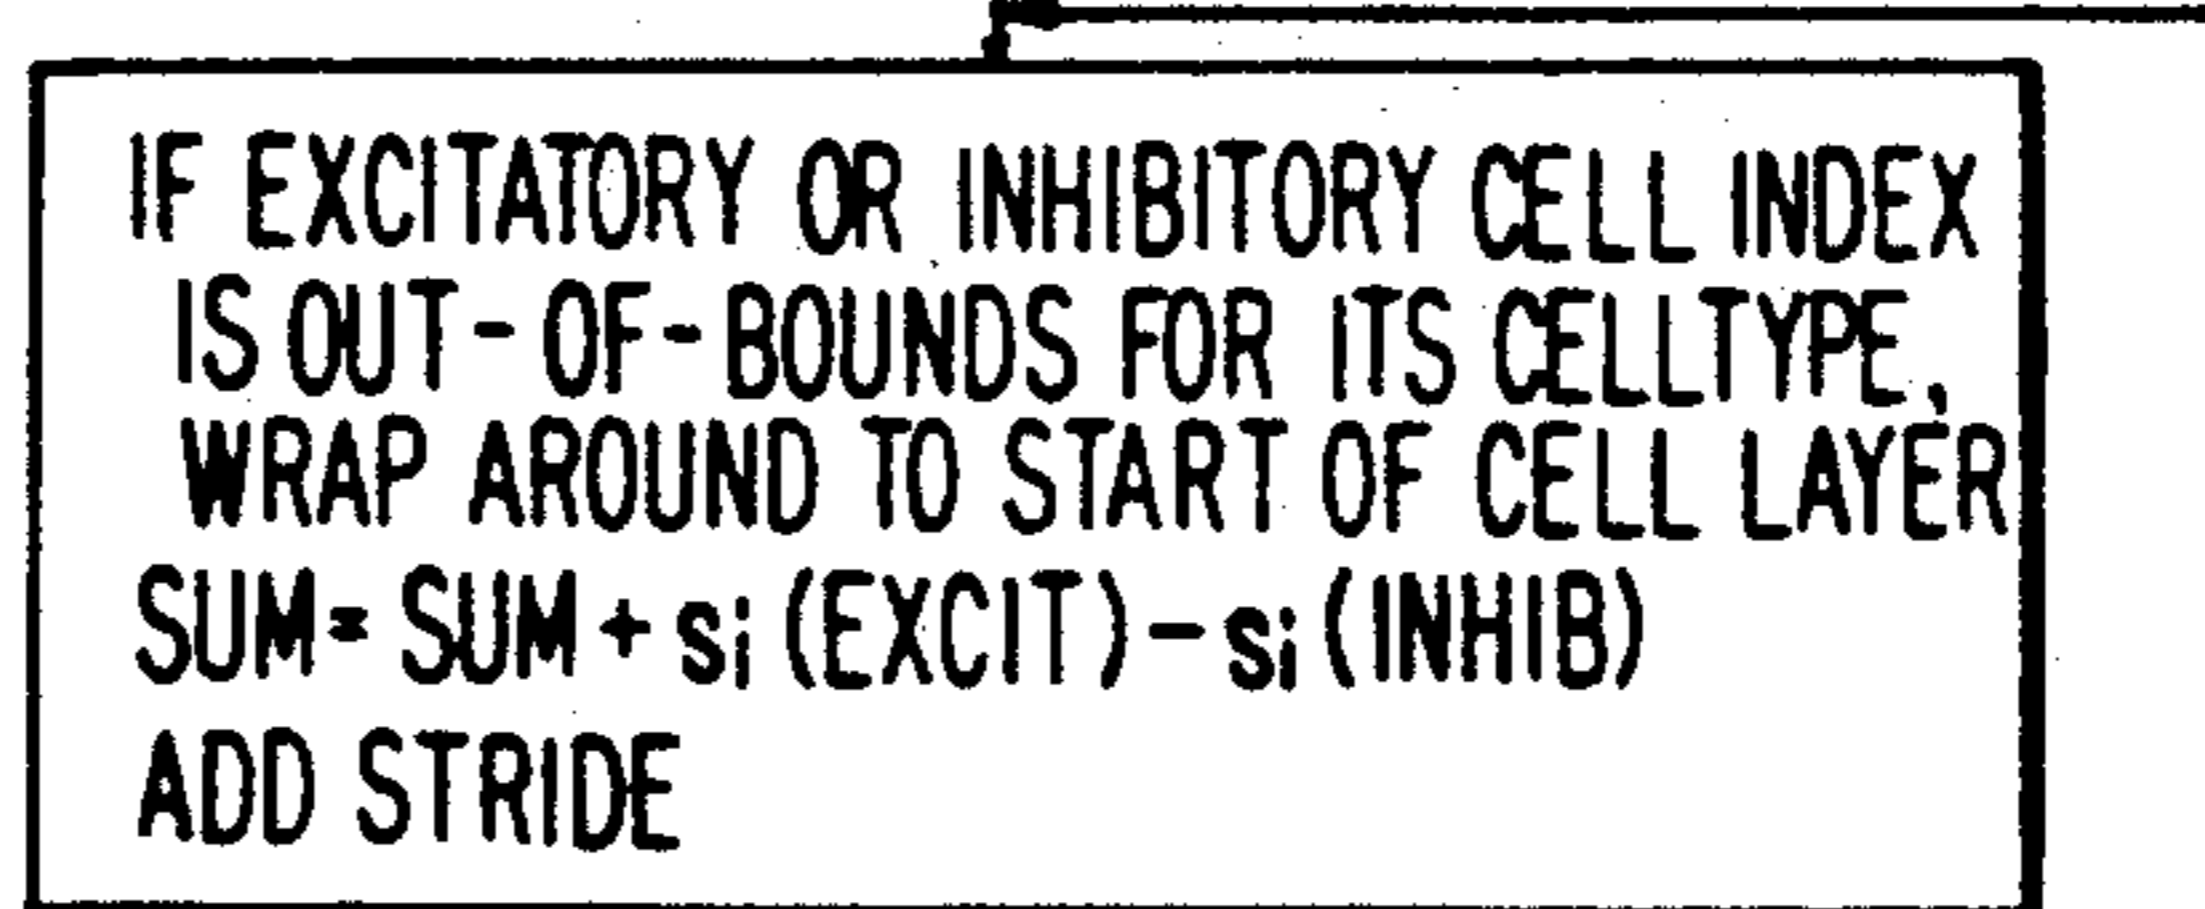 IF EXCITATORY OR INHIBITORY CELL INDEX
IS OUT-OF-BOUNDS FOR ITS CELLTYPE,
WRAP AROUND TO START OF CELL LAYER
SUM= SUM + si (EXCIT) - si (INHIB)
ADD STRIDE